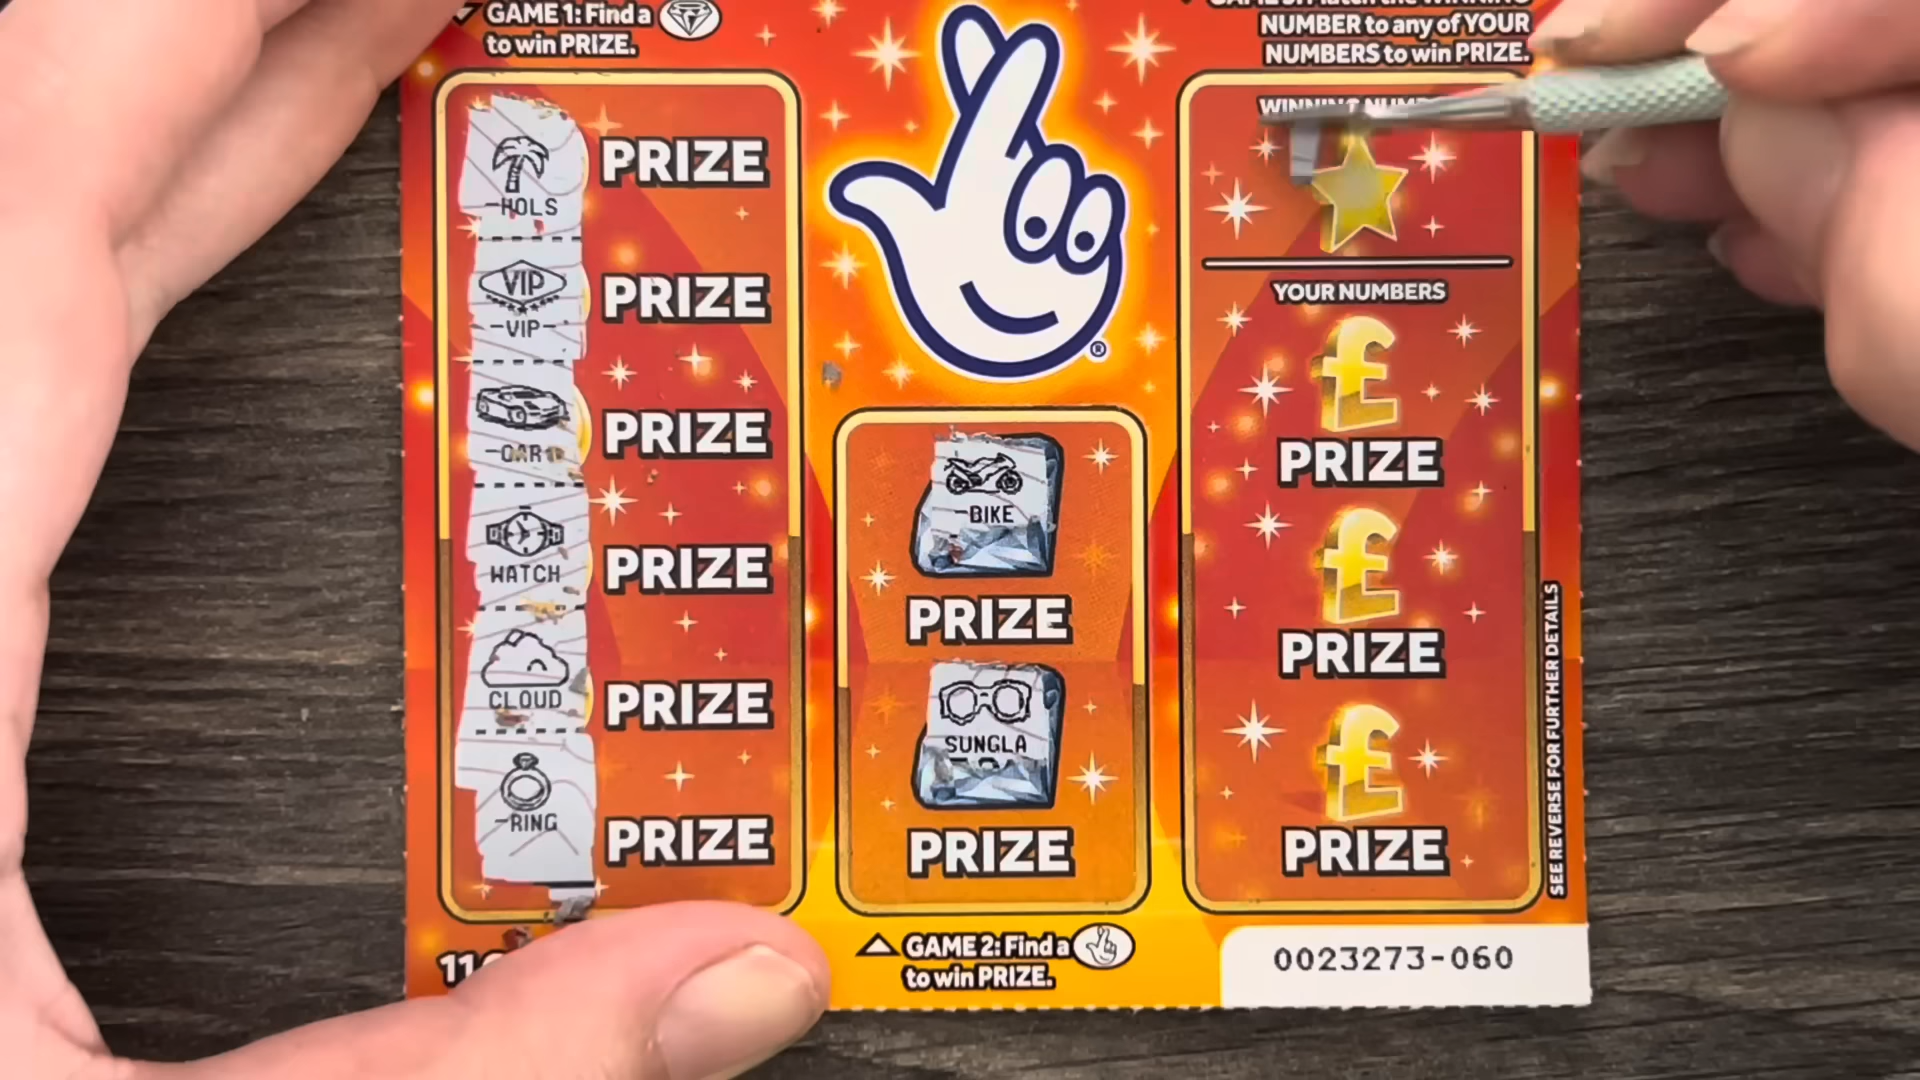 GAME 1: Find a
to win PRIZE.
NUMBER to any of YOUR
NUMBERS to win PRIZE.
HOLS
PRIZE
VIP
VIP
PRIZE
CAR
PRIZE
WATCH
PRIZE
CLOUD
PRIZE
RING
PRIZE
BIKE
PRIZE
SUNGLA
PRIZE
GAME 2: Find a
to win PRIZE.
WINNING
YOUR NUMBERS
£
PRIZE
£
PRIZE
£
PRIZE
SEE REVERSE FOR FURTHER DETAILS
0023273-060
®